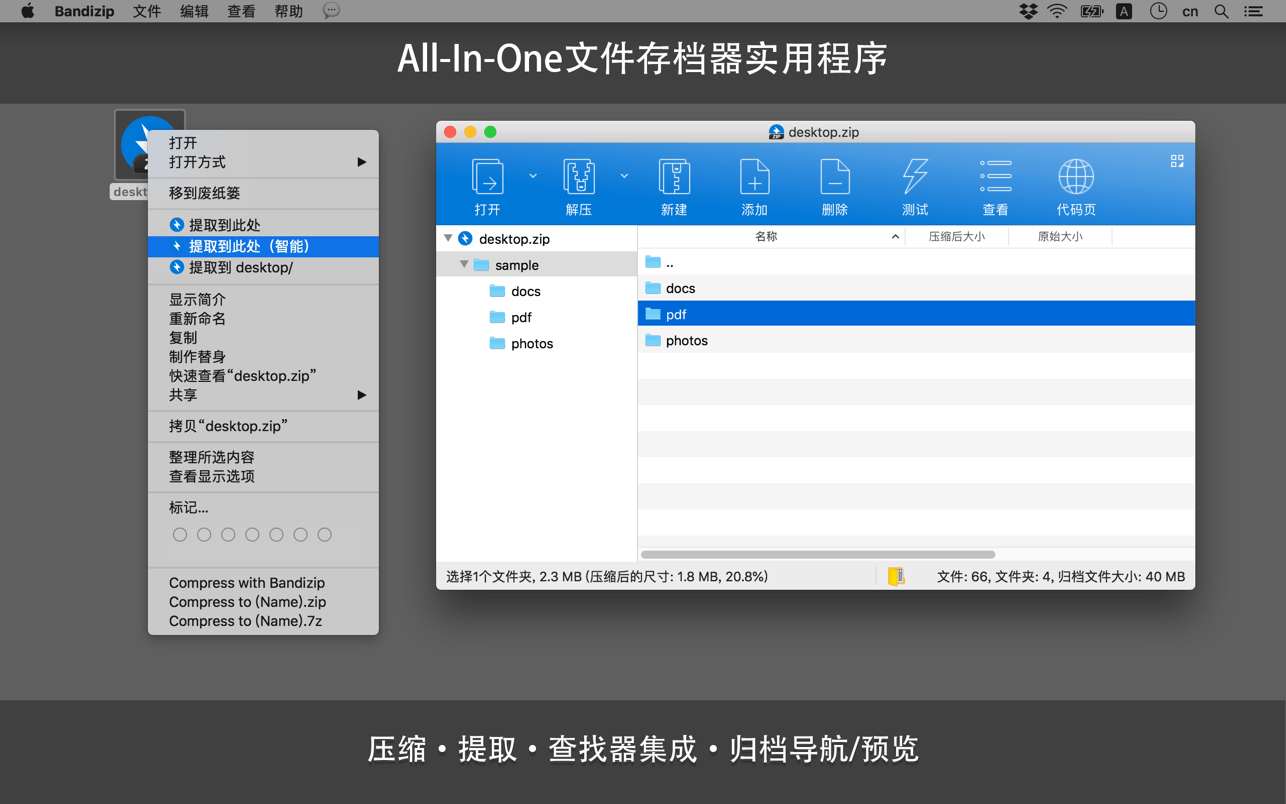 Bandizip 文件 编辑 查看 帮助
A cn
All-In-One文件存档器实用程序
打开
打开方式
移到废纸篓
提取到此处
提取到此处（智能）
提取到 desktop/
显示简介
重新命名
复制
制作替身
快速查看“desktop.zip”
共享
拷贝“desktop.zip”
整理所选内容
查看显示选项
标记...
Compress with Bandizip
Compress to (Name).zip
Compress to (Name).7z
deskt
desktop.zip
打开 解压 新建 添加 删除 测试 查看 代码页
desktop.zip
sample
docs
pdf
photos
名称 压缩后大小 原始大小
..
docs
pdf
photos
选择1个文件夹, 2.3 MB (压缩后的尺寸: 1.8 MB, 20.8%)
文件: 66, 文件夹: 4, 归档文件大小: 40 MB
压缩・提取・查找器集成・归档导航/预览